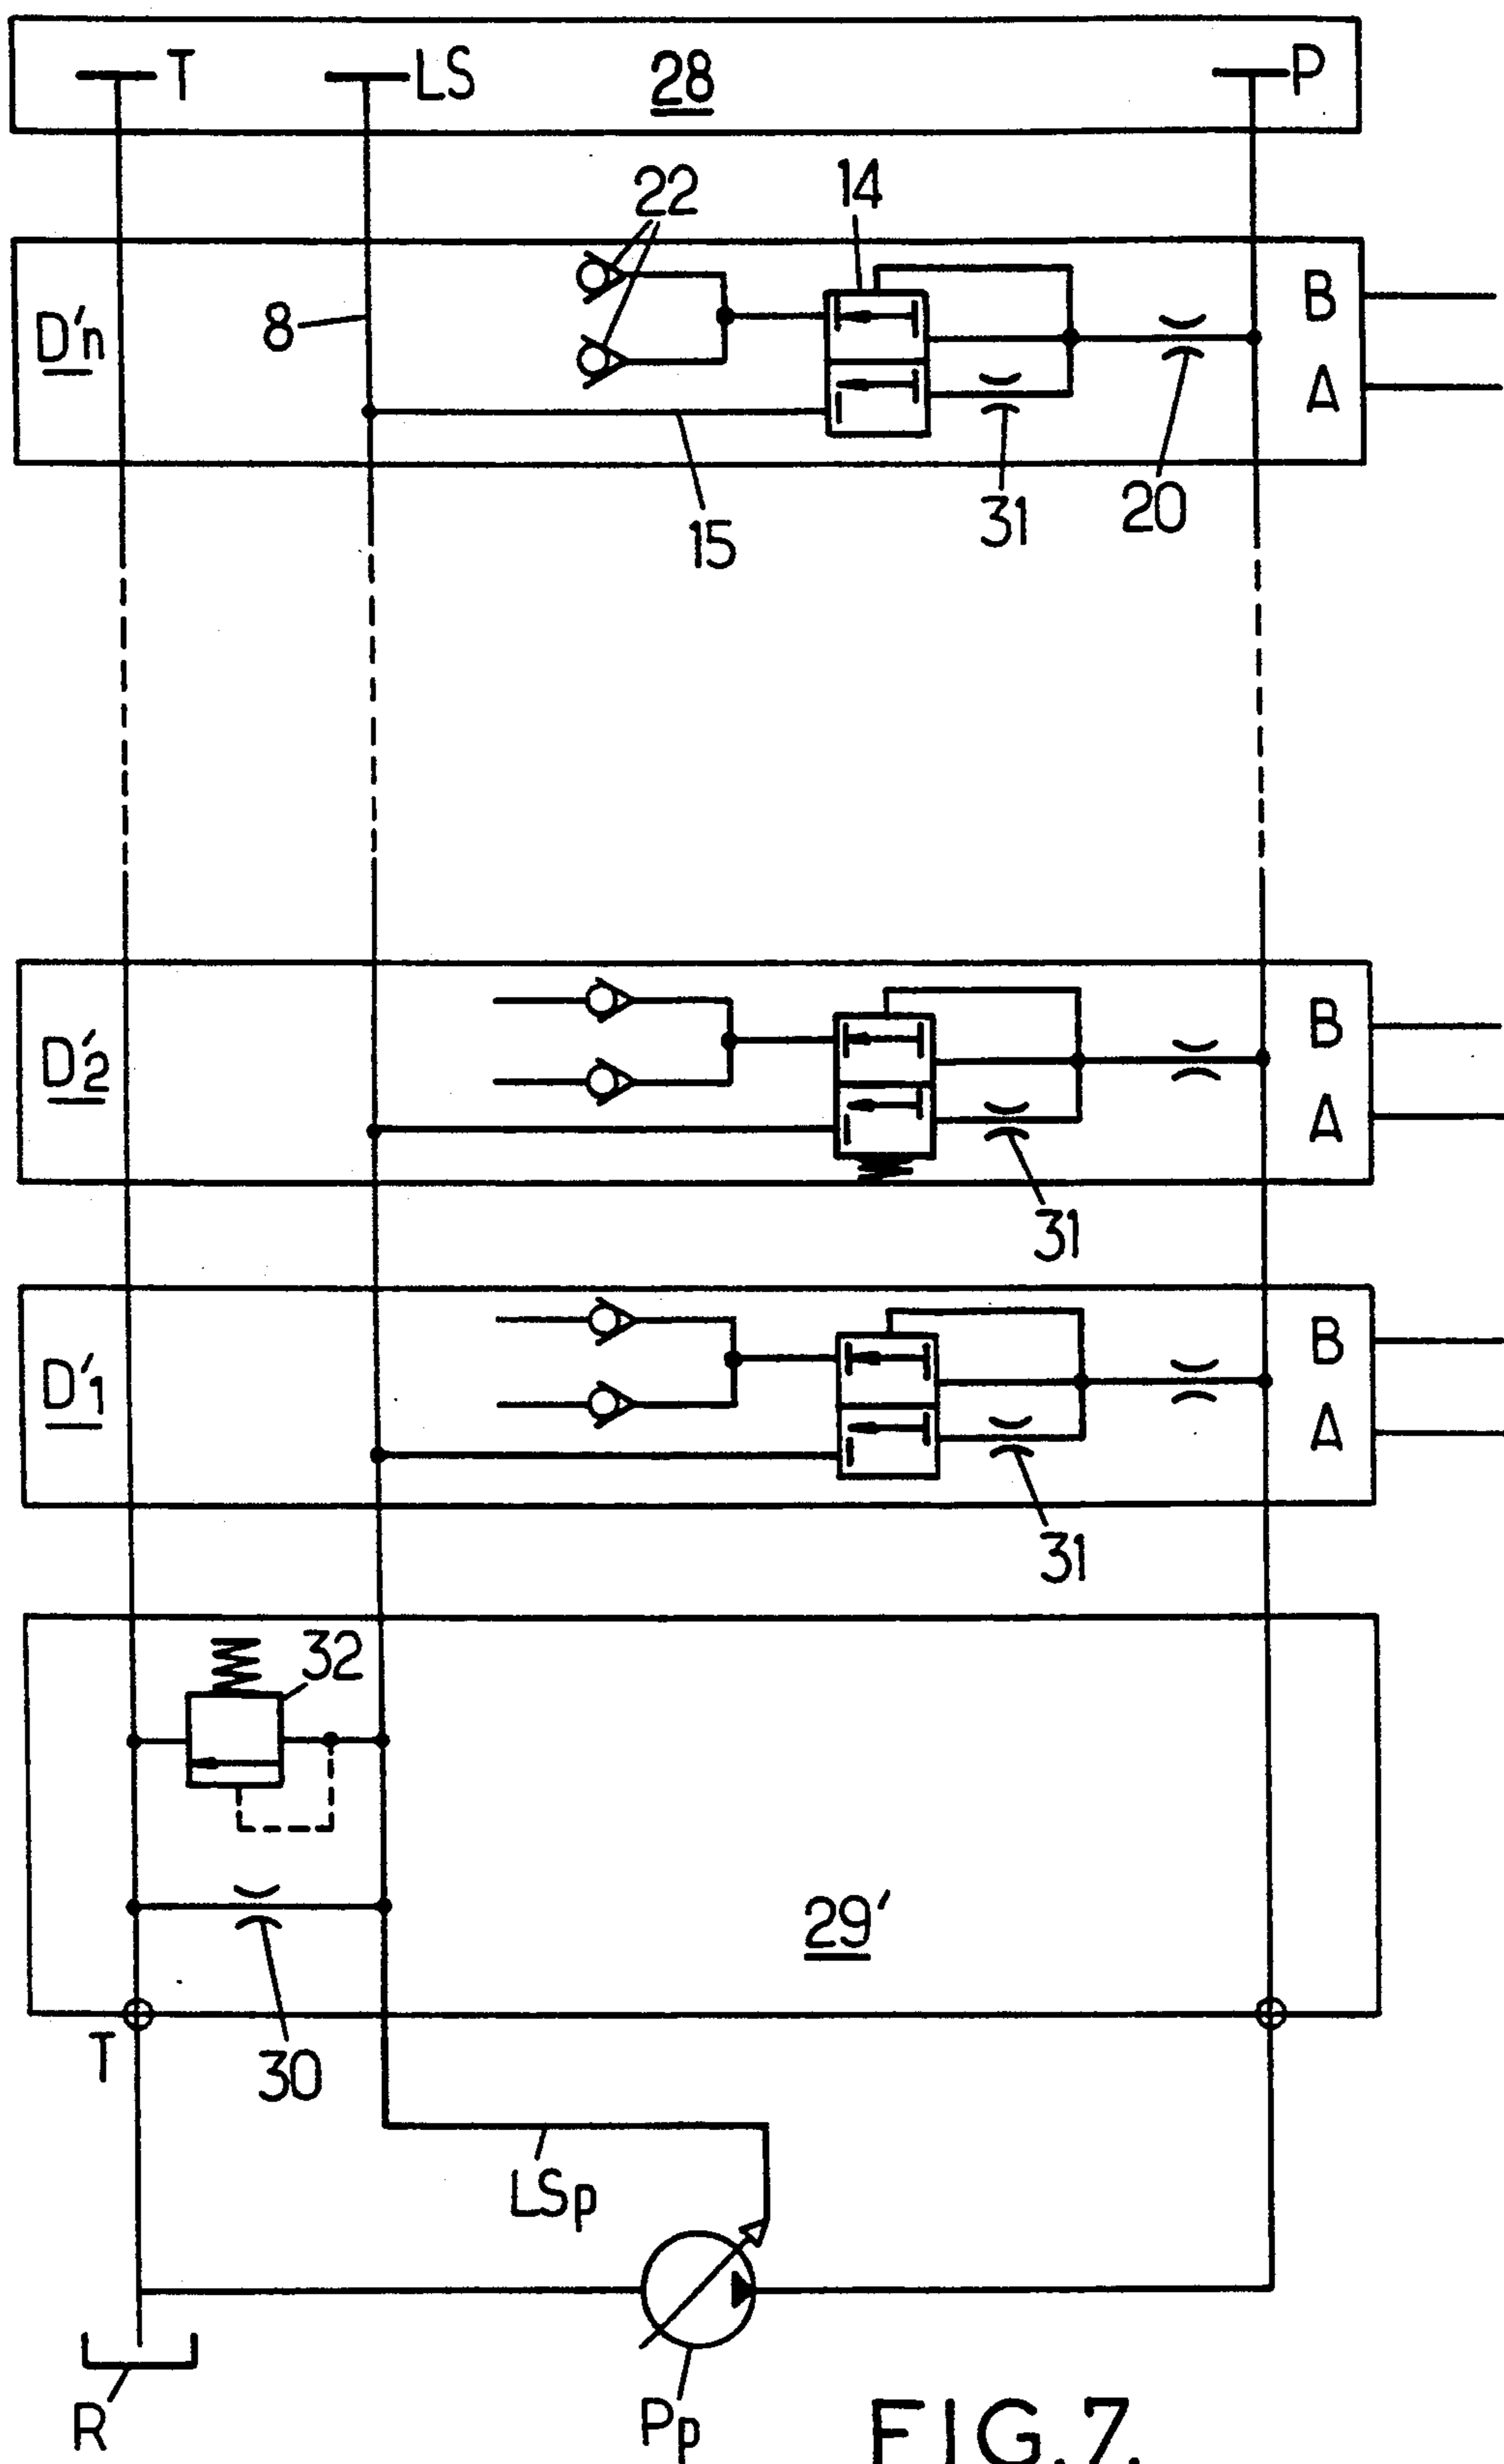 T LS 28 P
22 14
D'n 8 B
A
15 31 20
D'2 B
A
31
D'1 B
A
31
32
29'
T 30
LSp
R Pp
FIG.7.